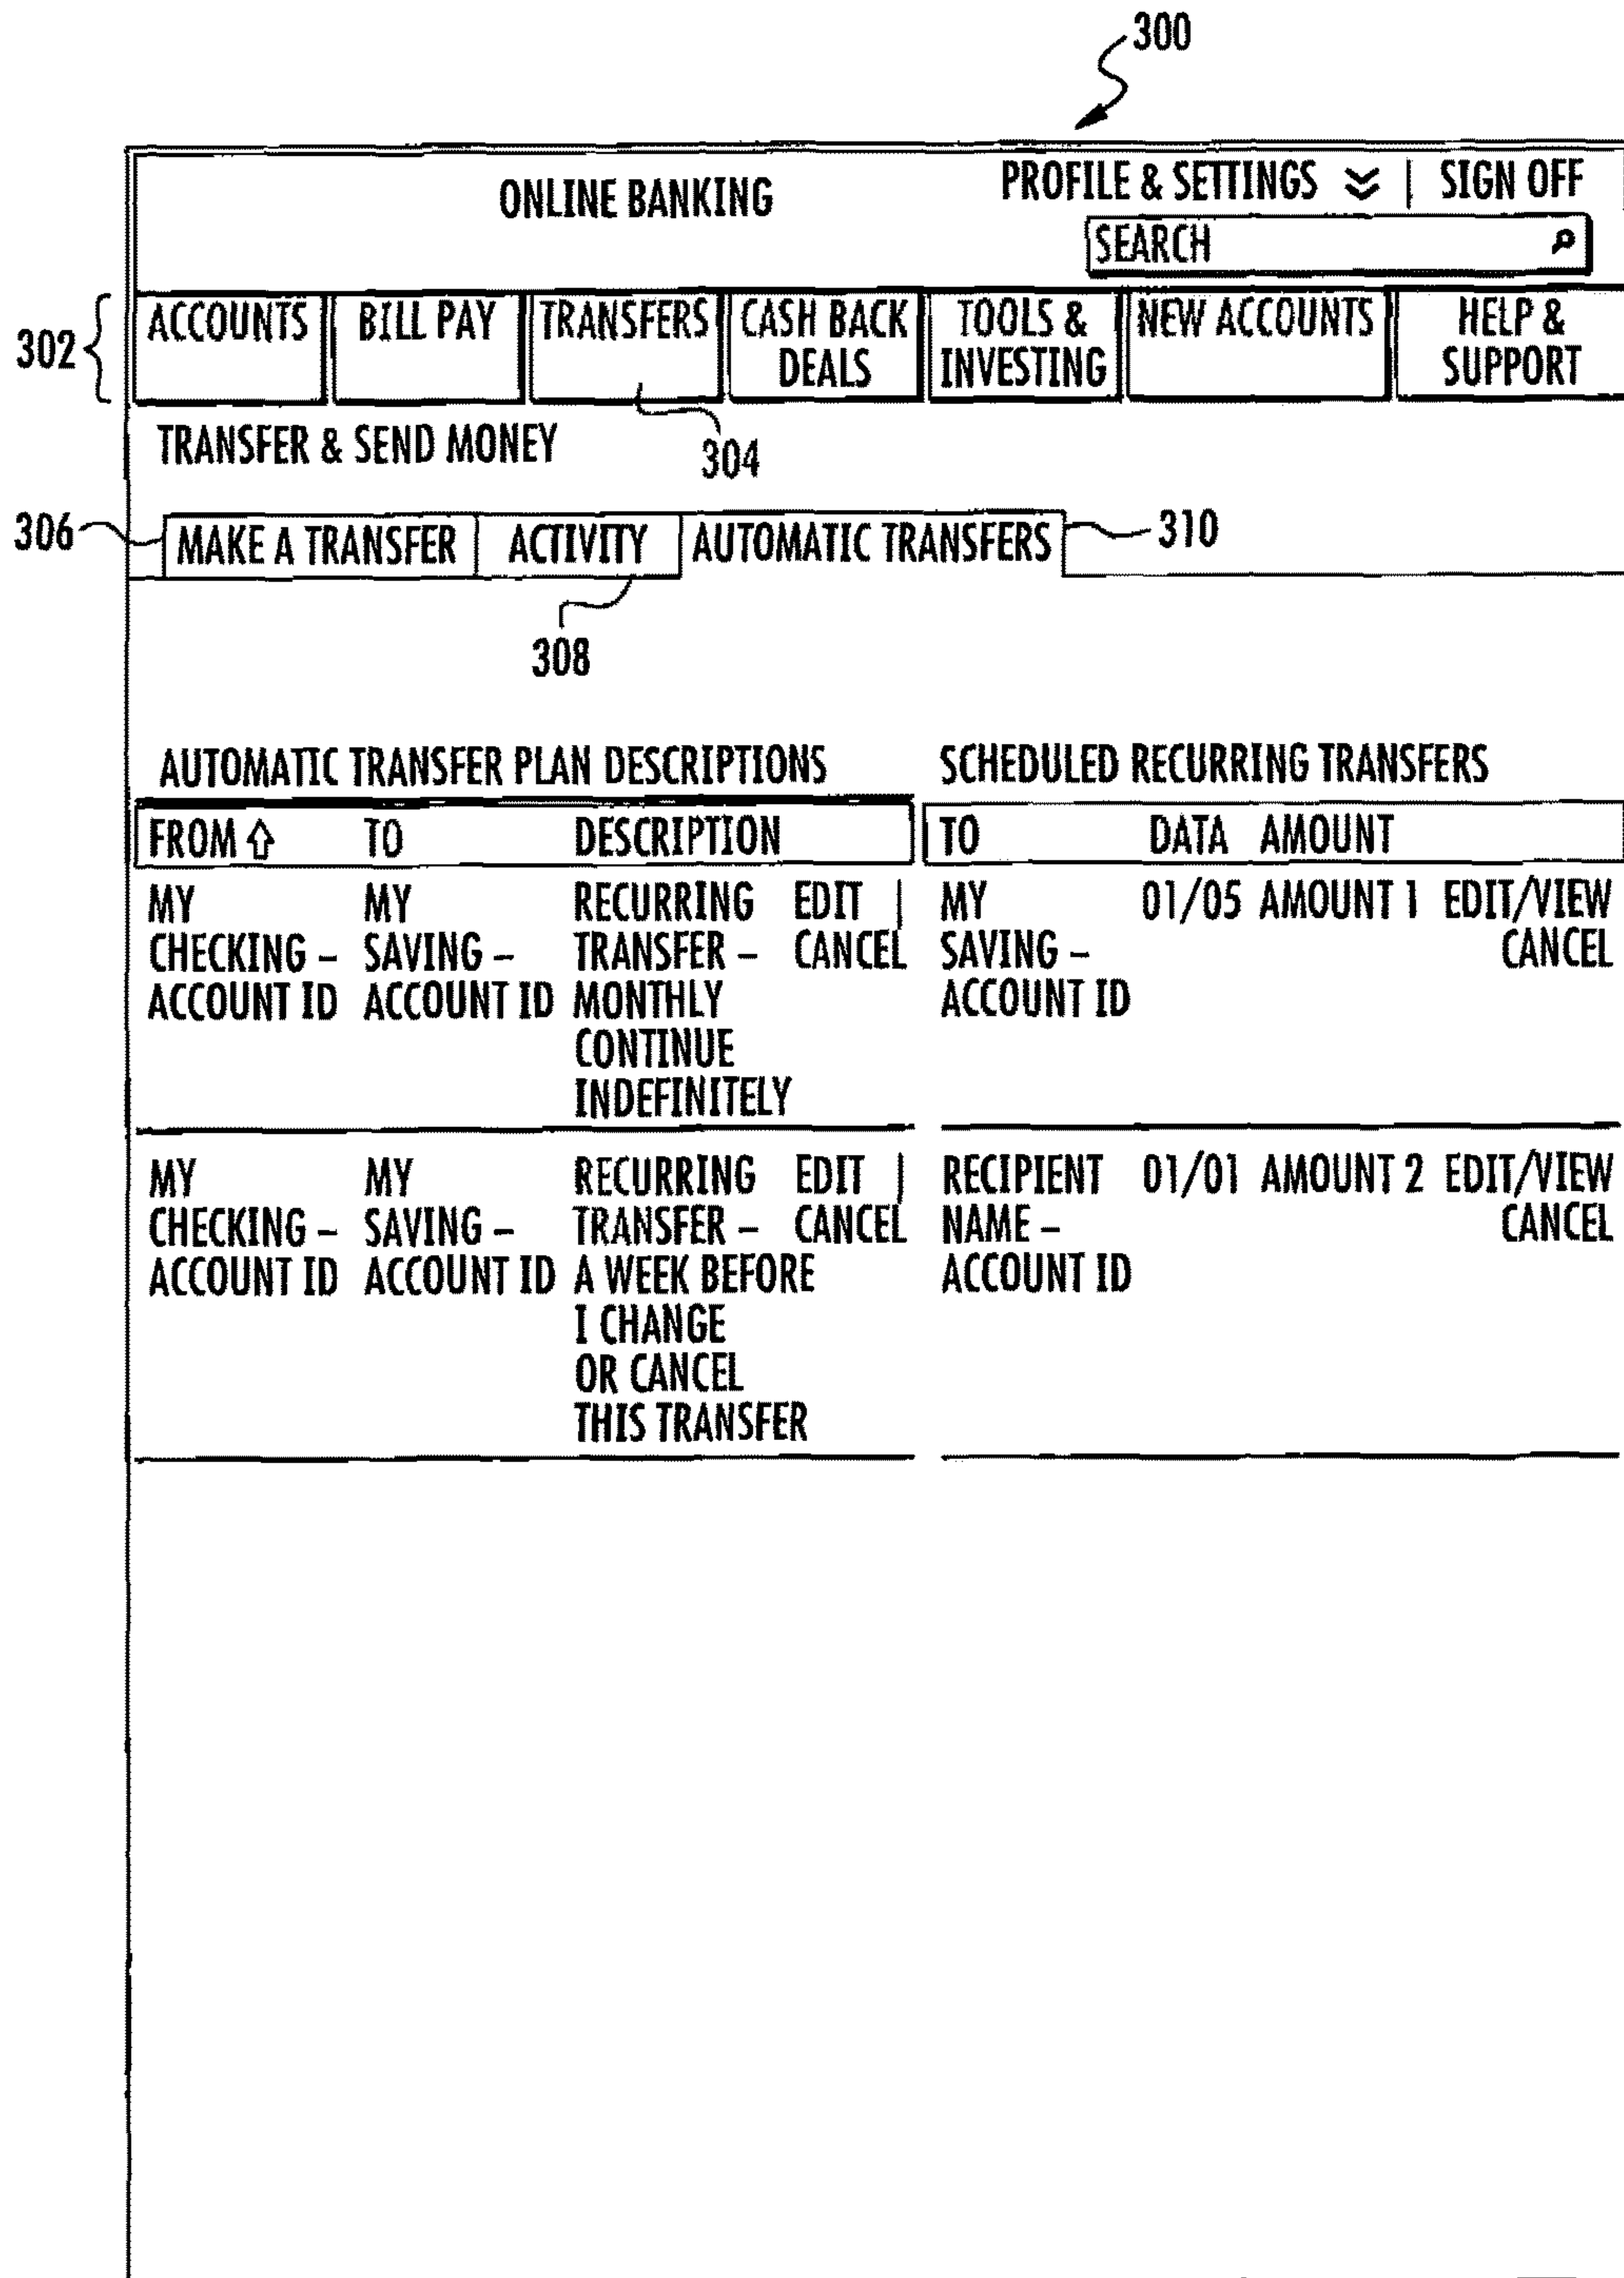 300
ONLINE BANKING
PROFILE & SETTINGS | SIGN OFF
SEARCH
302
ACCOUNTS BILL PAY TRANSFERS CASH BACK TOOLS & NEW ACCOUNTS HELP &
DEALS INVESTING SUPPORT
TRANSFER & SEND MONEY
304
306 MAKE A TRANSFER ACTIVITY AUTOMATIC TRANSFERS 310
308
AUTOMATIC TRANSFER PLAN DESCRIPTIONS
FROM TO DESCRIPTION
MY MY RECURRING EDIT |
CHECKING – SAVING – TRANSFER – CANCEL
ACCOUNT ID ACCOUNT ID MONTHLY
CONTINUE
INDEFINITELY
MY MY RECURRING EDIT |
CHECKING – SAVING – TRANSFER – CANCEL
ACCOUNT ID ACCOUNT ID A WEEK BEFORE
I CHANGE
OR CANCEL
THIS TRANSFER
SCHEDULED RECURRING TRANSFERS
TO DATA AMOUNT
MY 01/05 AMOUNT 1 EDIT/VIEW
SAVING – CANCEL
ACCOUNT ID
RECIPIENT 01/01 AMOUNT 2 EDIT/VIEW
NAME – CANCEL
ACCOUNT ID